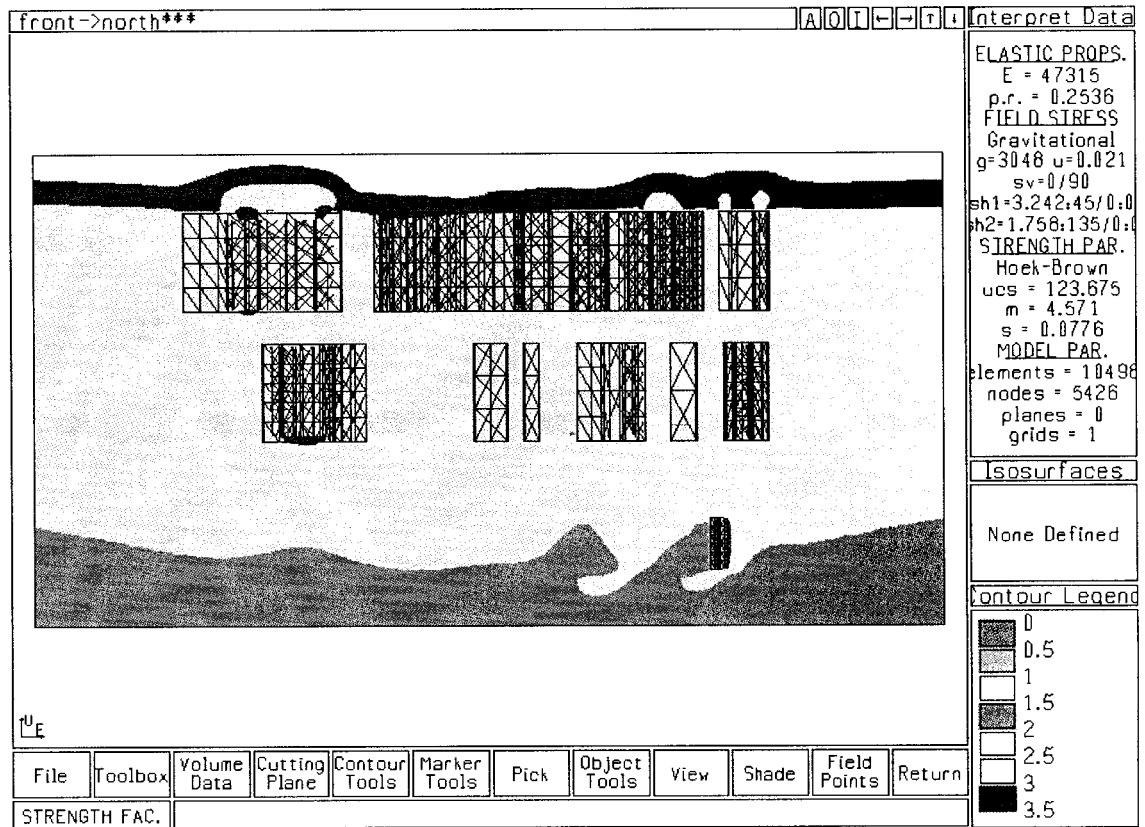 front->north***
A O I ← → ↑ ↓
Interpret Data
ELASTIC PROPS.
E = 47315
p.r. = 0.2536
FIELD STRESS
Gravitational
g=3048 u=0.021
sv=0/90
sh1=3.242:45/0:0
sh2=1.758:135/0:0
STRENGTH PAR.
Hoek-Brown
ucs = 123.675
m = 4.571
s = 0.0776
MODEL PAR.
elements = 10498
nodes = 5426
planes = 0
grids = 1
Isosurfaces
None Defined
Contour Legend
0
0.5
1
1.5
2
2.5
3
3.5
U
E
File
Toolbox
Volume Data
Cutting Plane
Contour Tools
Marker Tools
Pick
Object Tools
View
Shade
Field Points
Return
STRENGTH FAC.